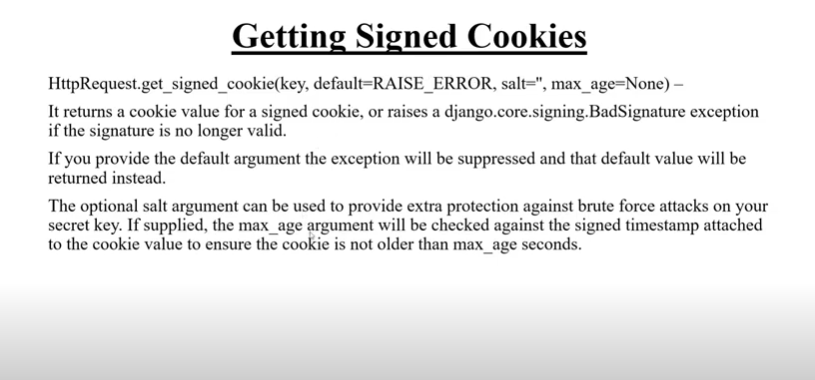 Getting Signed Cookies
HttpRequest.get_signed_cookie(key, default=RAISE_ERROR, salt='', max_age=None) –
It returns a cookie value for a signed cookie, or raises a django.core.signing.BadSignature exception
if the signature is no longer valid.
If you provide the default argument the exception will be suppressed and that default value will be
returned instead.
The optional salt argument can be used to provide extra protection against brute force attacks on your
secret key. If supplied, the max_age argument will be checked against the signed timestamp attached
to the cookie value to ensure the cookie is not older than max_age seconds.